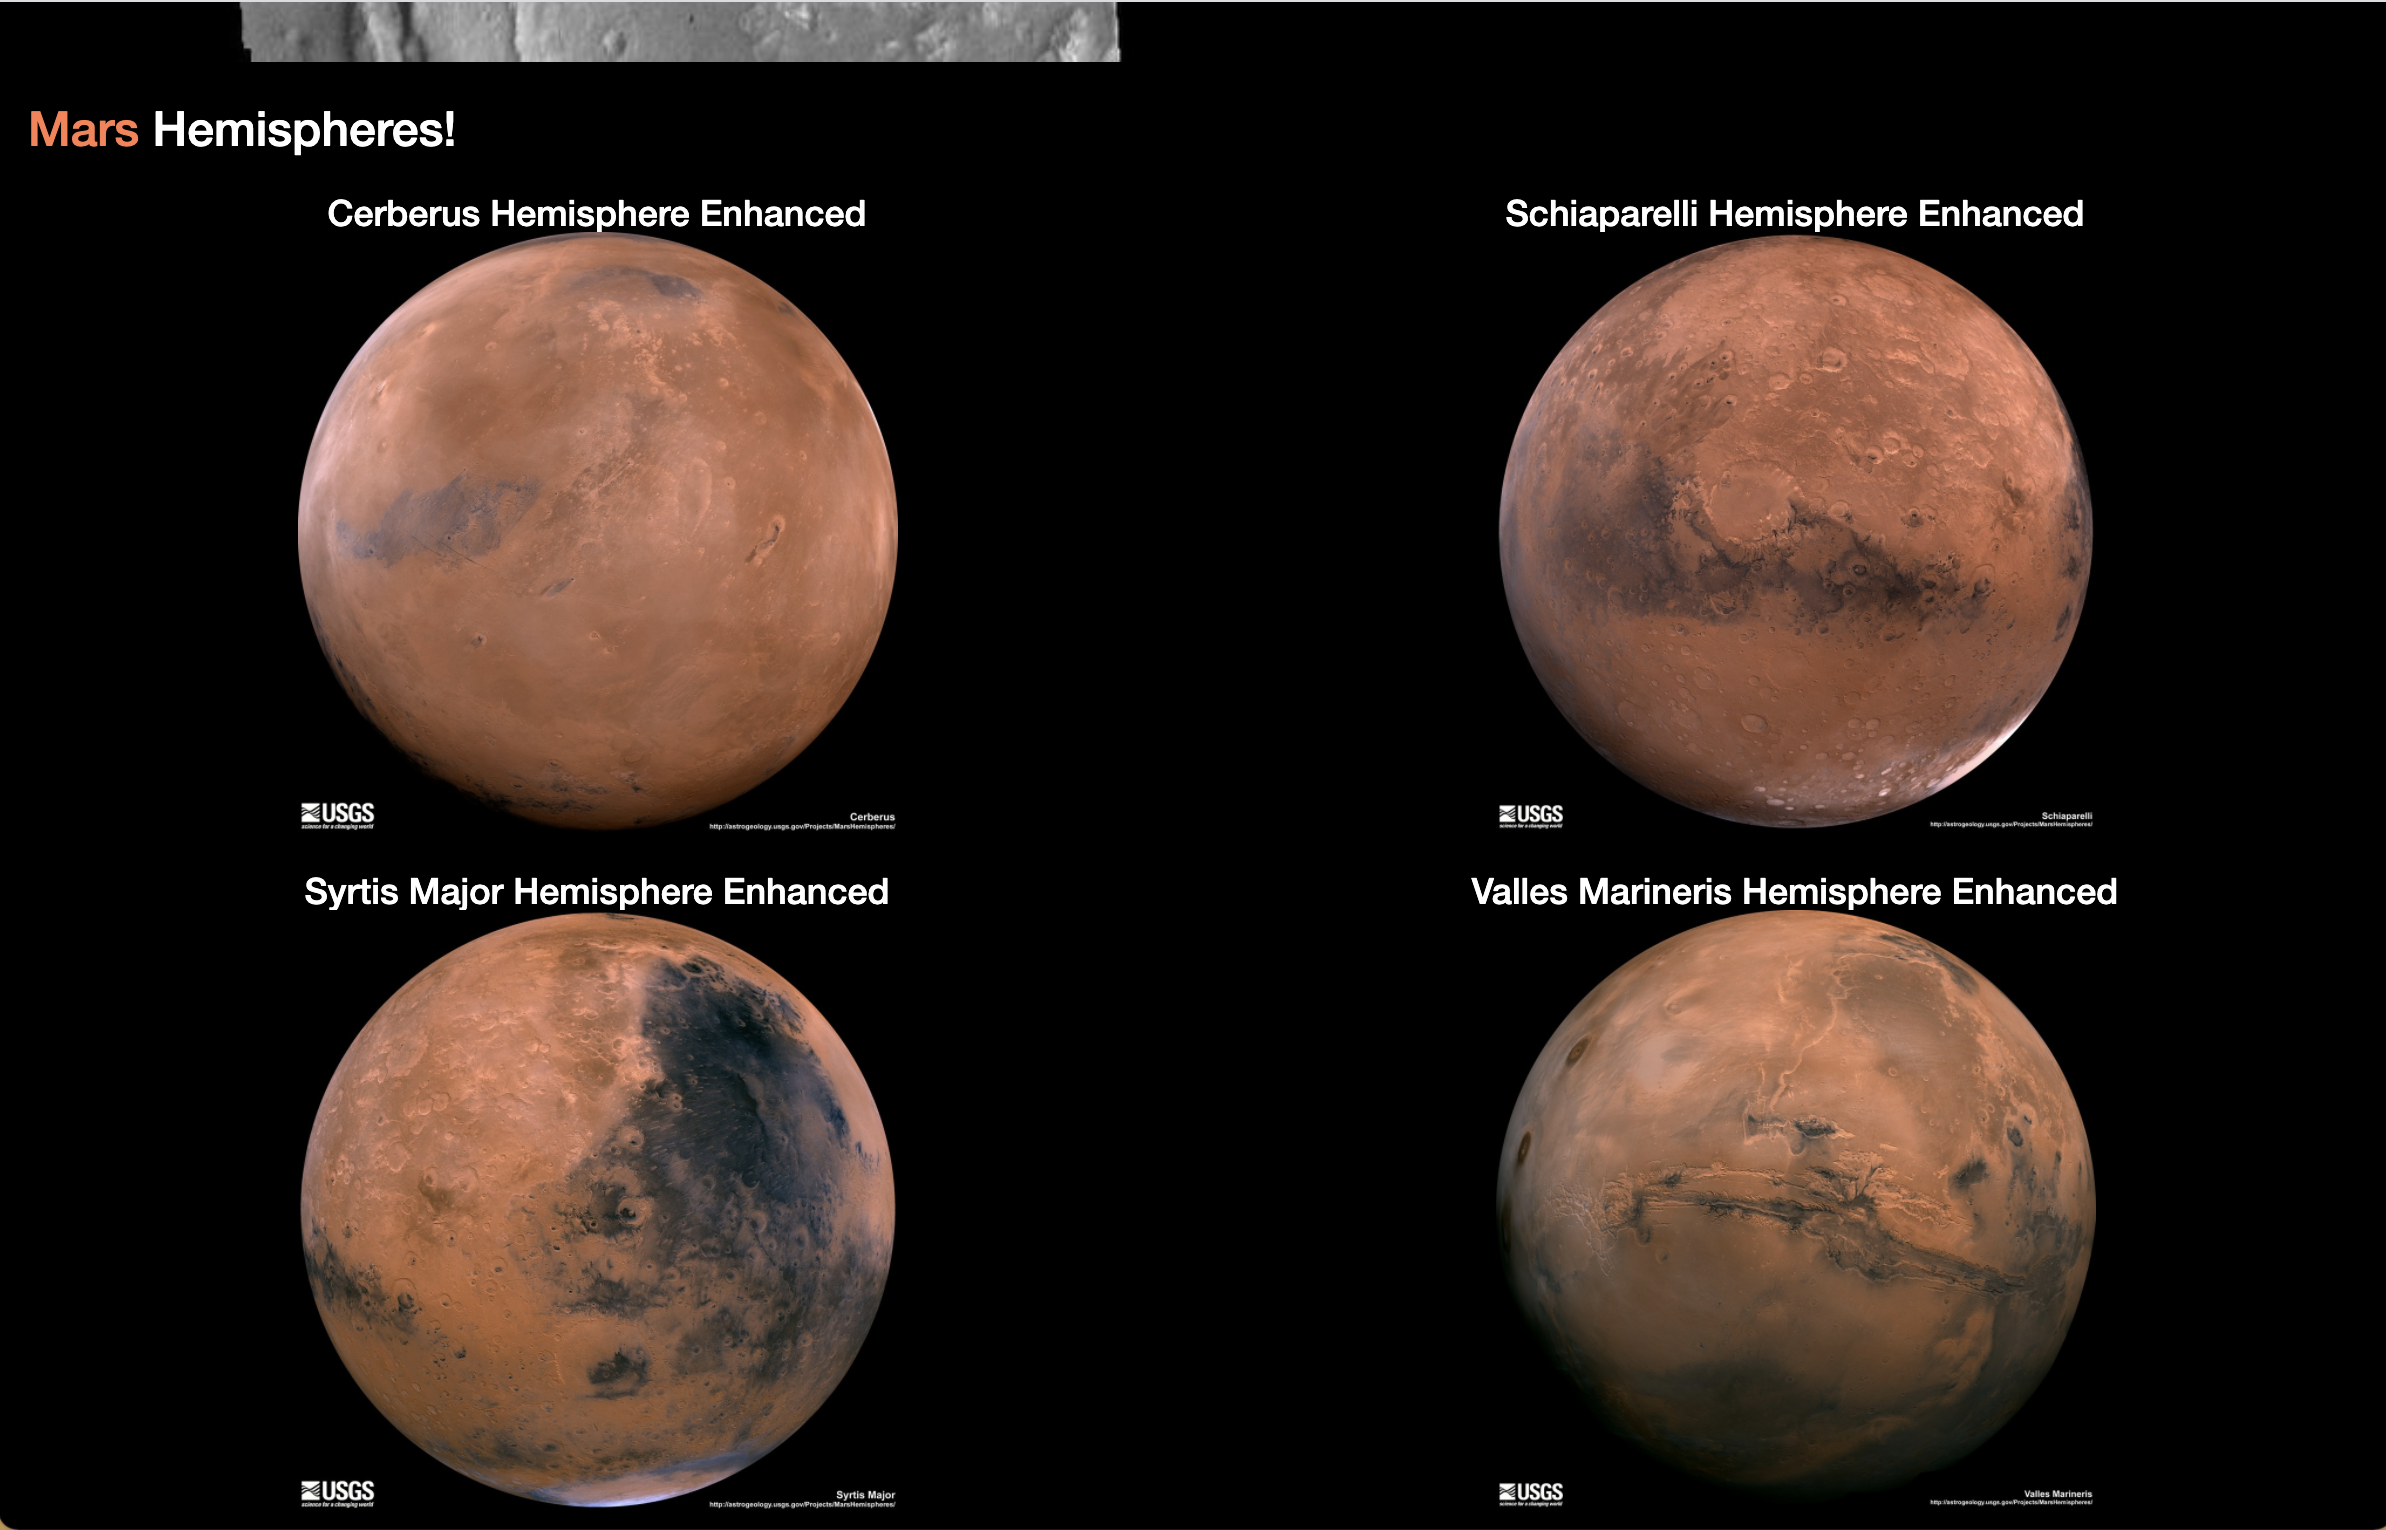 Mars Hemispheres!
Cerberus Hemisphere Enhanced
Schiaparelli Hemisphere Enhanced
USGS
science for a changing world
Cerberus
http://astrogeology.usgs.gov/Projects/MarsHemispheres/
USGS
science for a changing world
Schiaparelli
http://astrogeology.usgs.gov/Projects/MarsHemispheres/
Syrtis Major Hemisphere Enhanced
Valles Marineris Hemisphere Enhanced
USGS
science for a changing world
Syrtis Major
http://astrogeology.usgs.gov/Projects/MarsHemispheres/
USGS
science for a changing world
Valles Marineris
http://astrogeology.usgs.gov/Projects/MarsHemispheres/